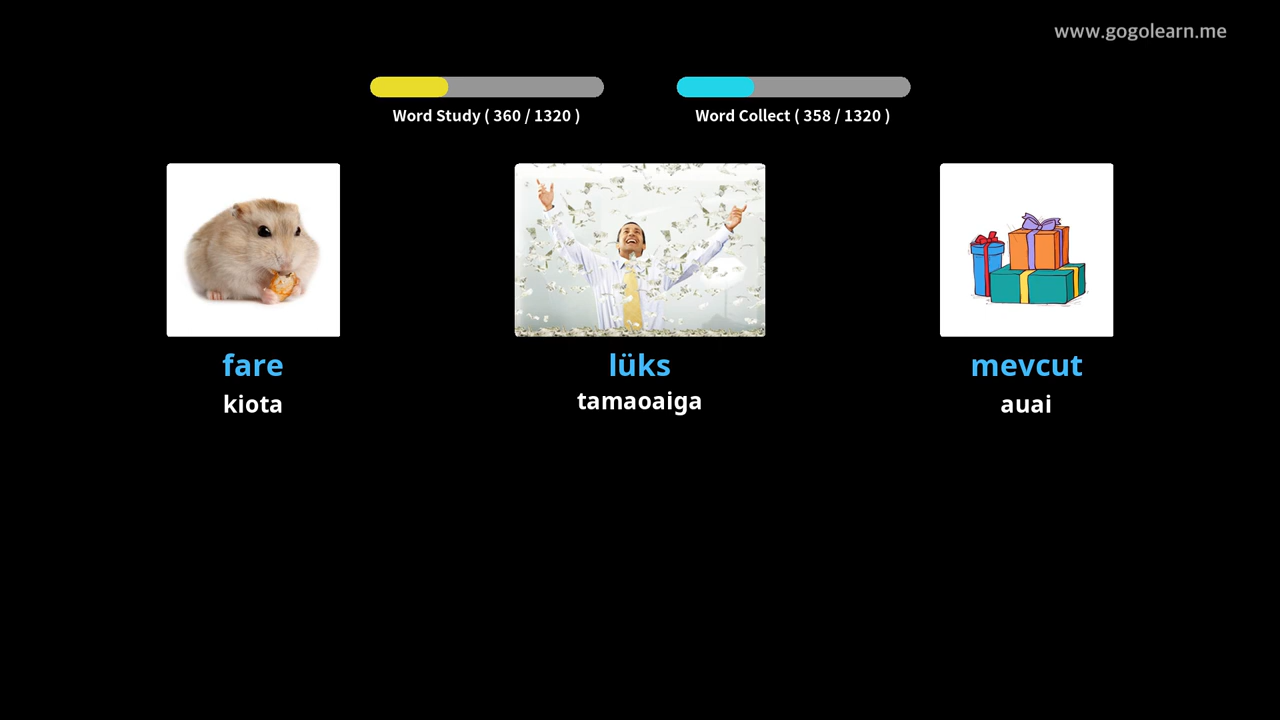 www.gogolearn.me
Word Study ( 360 / 1320 )
Word Collect ( 358 / 1320 )
fare
kiota
lüks
tamaoaiga
mevcut
auai